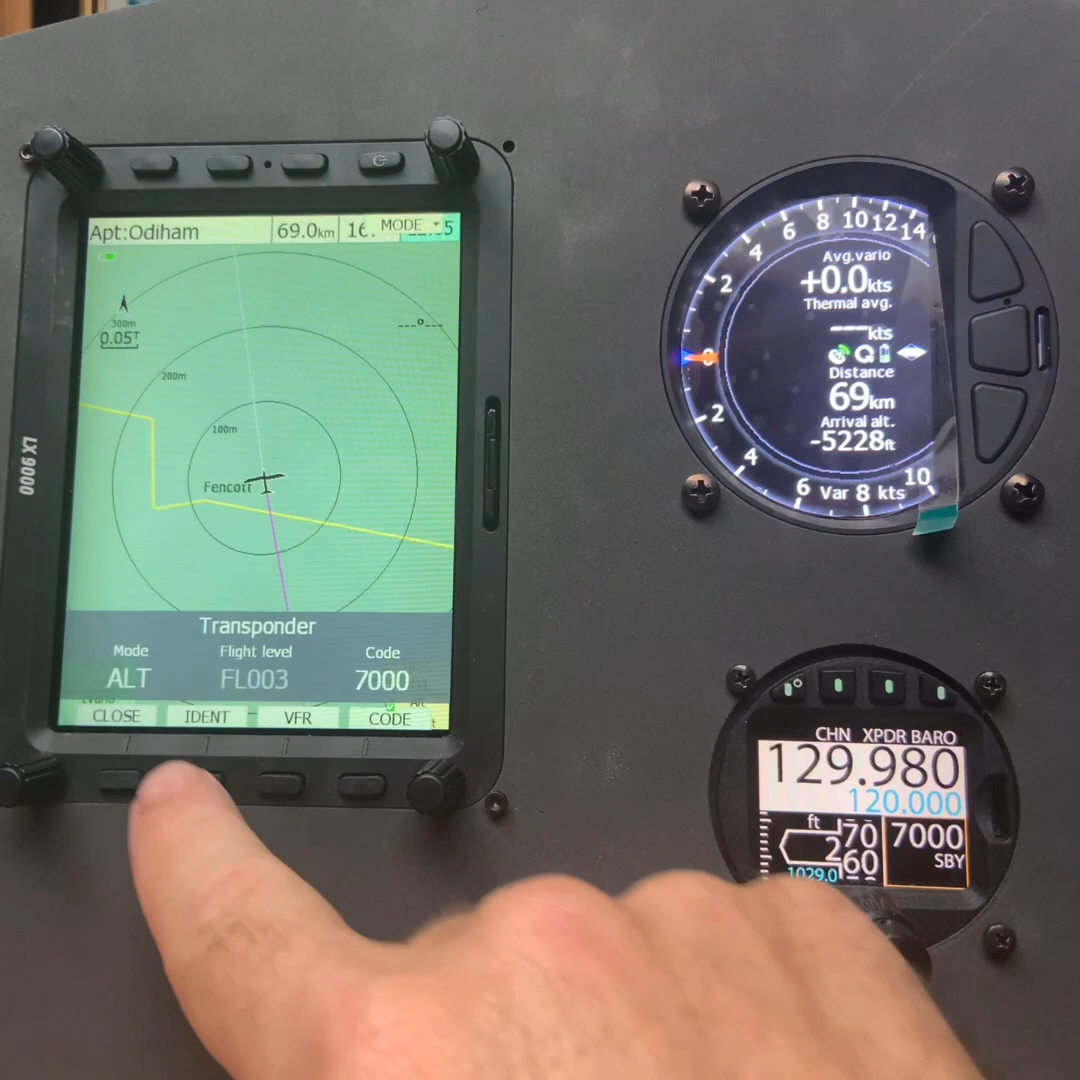 Apt:Odiham 69.0km 16. MODE
300m
0.05T
200m
100m
Fencott
LX 9000
Transponder
Mode Flight level Code
ALT FL003 7000
CLOSE IDENT VFR CODE
2 4 6 8 10 12 14
Avg.vario
+0.0kts
Thermal avg.
---kts
0
Distance
69km
Arrival alt.
-5228ft
2 4 6 Var 8 kts 10
CHN XPDR BARO
129.980
120.000
ft
70
2
60
1029.0
7000
SBY